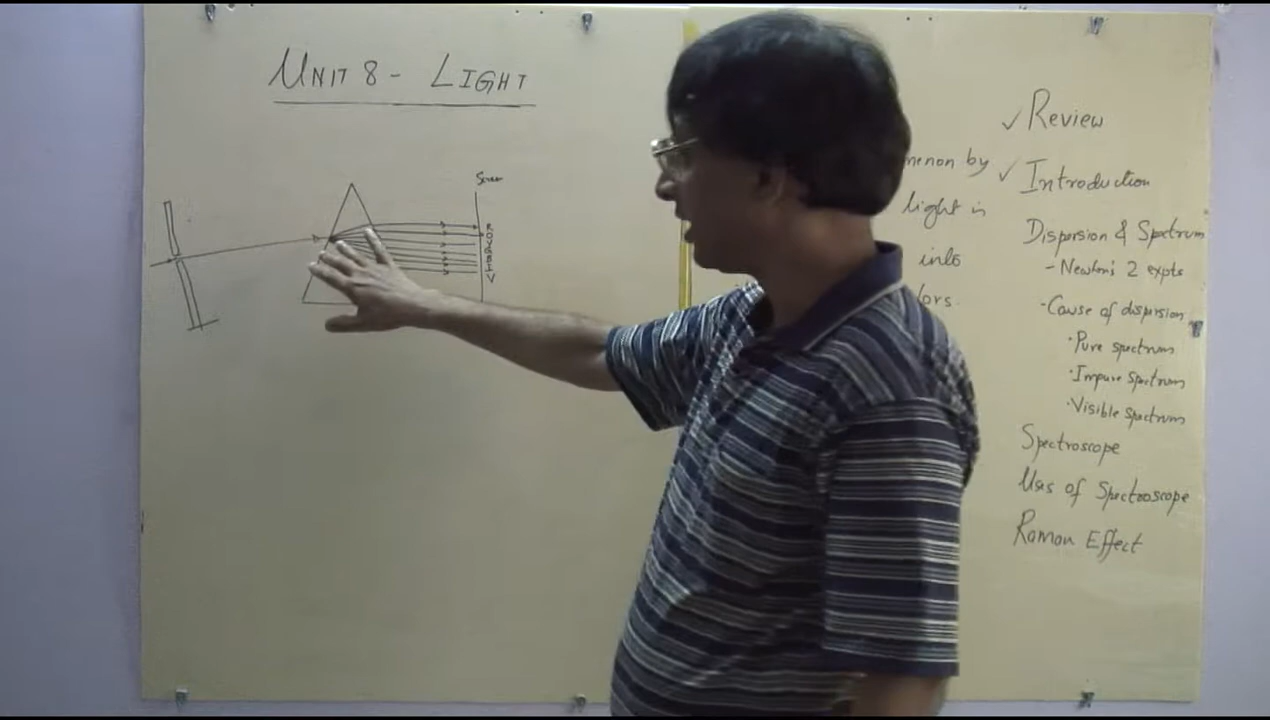 UNIT 8 - LIGHT
Screen
menon by
light is
into
lors.
✓ Review
✓ Introduction
Dispersion & Spectrum
- Newton's 2 expts
· Cause of dispersion
· Pure spectrum
· Impure spectrum
· Visible spectrum
Spectroscope
Uses of Spectroscope
Raman Effect